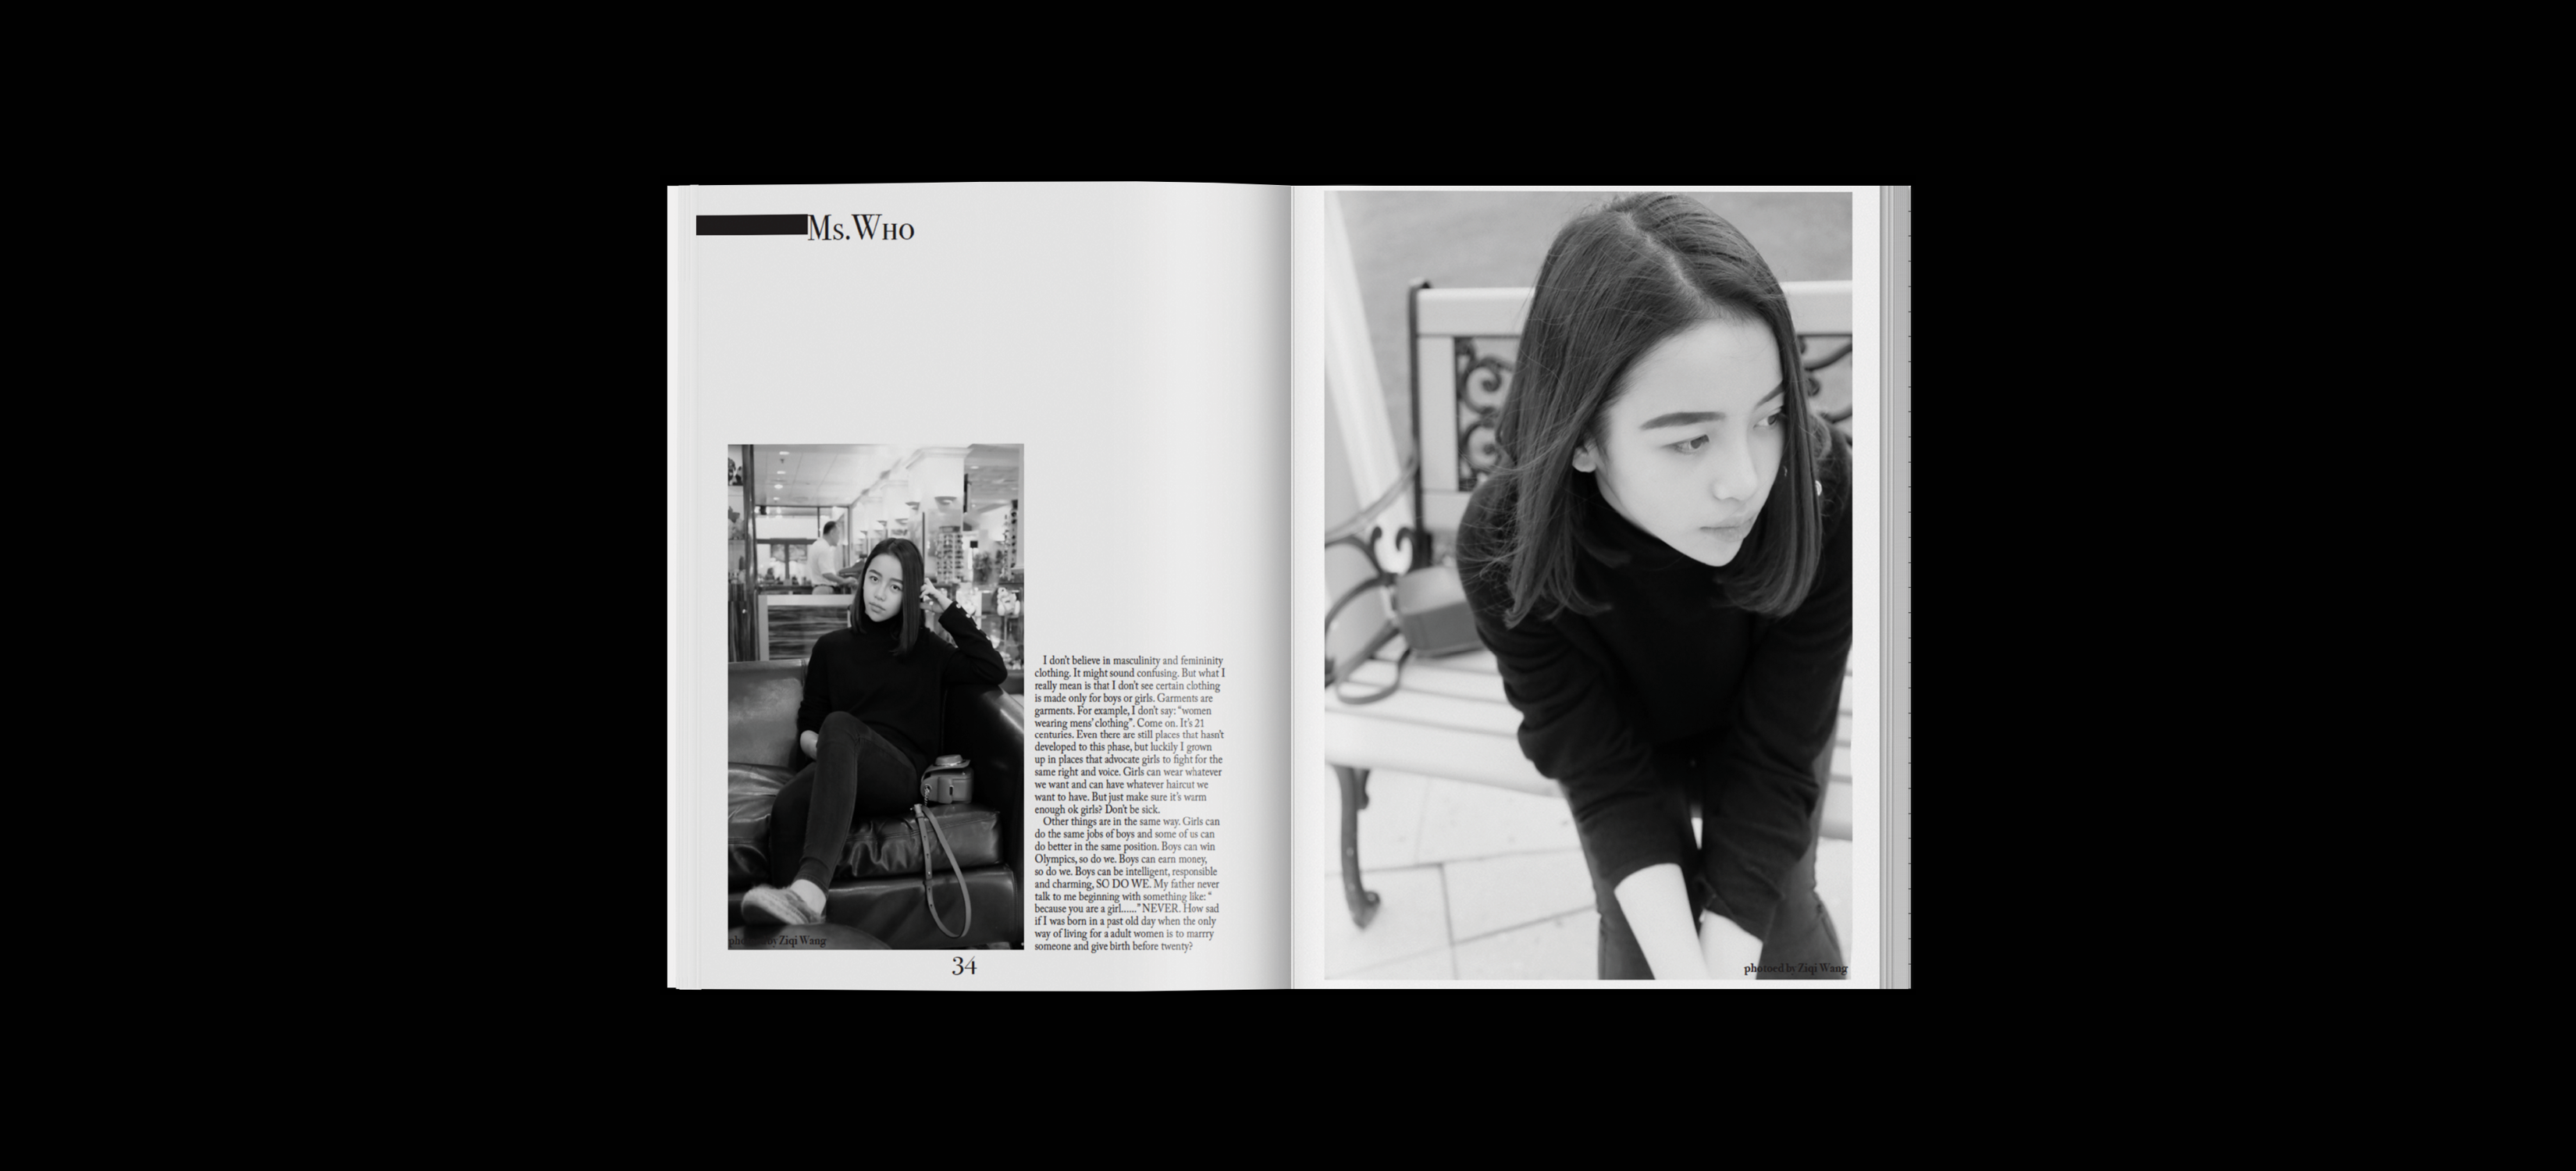 Ms.Who
I don't believe in masculinity and femininity
clothing. It might sound confusing. But what I
really mean is that I don't see certain clothing
is made only for boys or girls. Garments are
garments. For example, I don't say: “women
wearing mens' clothing”. Come on. It's 21
centuries. Even there are still places that hasn't
developed to this phase, but luckily I grown
up in places that advocate girls to fight for the
same right and voice. Girls can wear whatever
we want and can have whatever haircut we
want to have. But just make sure it's warm
enough ok girls? Don't be sick.
Other things are in the same way. Girls can
do the same jobs of boys and some of us can
do better in the same position. Boys can win
Olympics, so do we. Boys can earn money,
so do we. Boys can be intelligent, responsible
and charming, SO DO WE. My father never
talk to me beginning with something like: “
because you are a girl......” NEVER. How sad
if I was born in a past old day when the only
way of living for a adult women is to marrry
someone and give birth before twenty?
by Ziqi Wang
34
photoed by Ziqi Wang